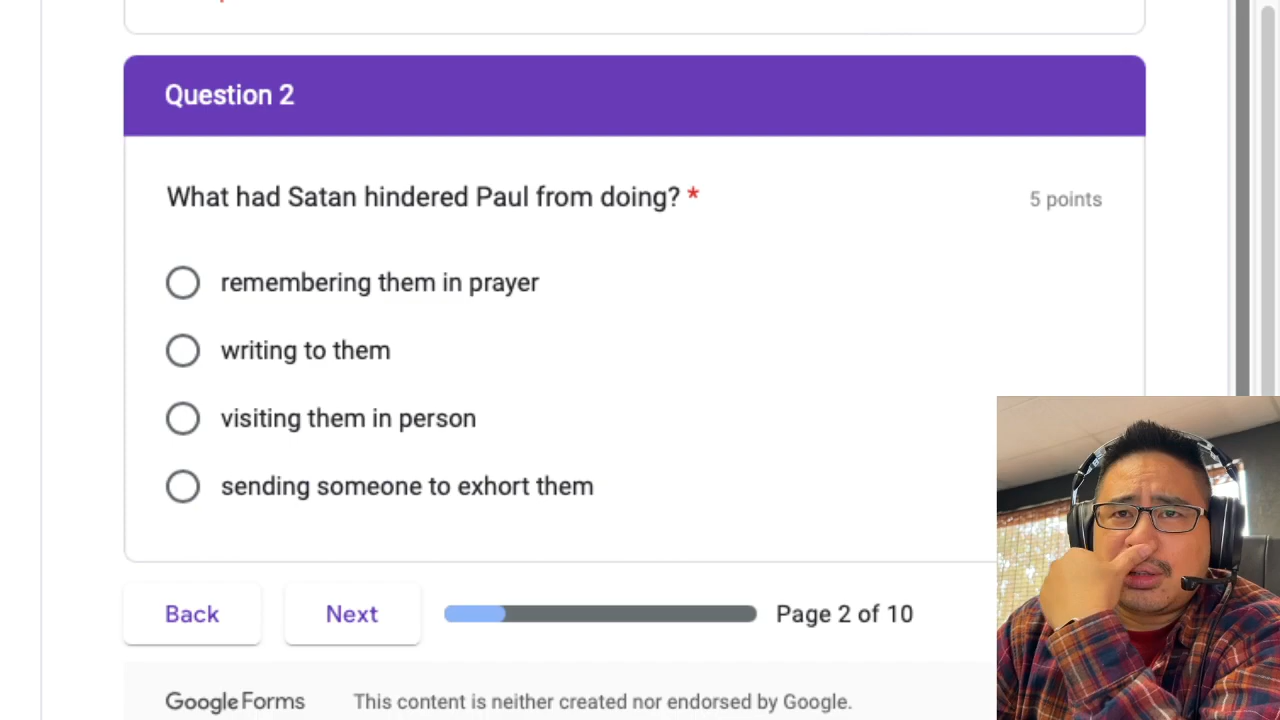 Question 2
What had Satan hindered Paul from doing? *
5 points
remembering them in prayer
writing to them
visiting them in person
sending someone to exhort them
Back
Next
Page 2 of 10
Google Forms
This content is neither created nor endorsed by Google.